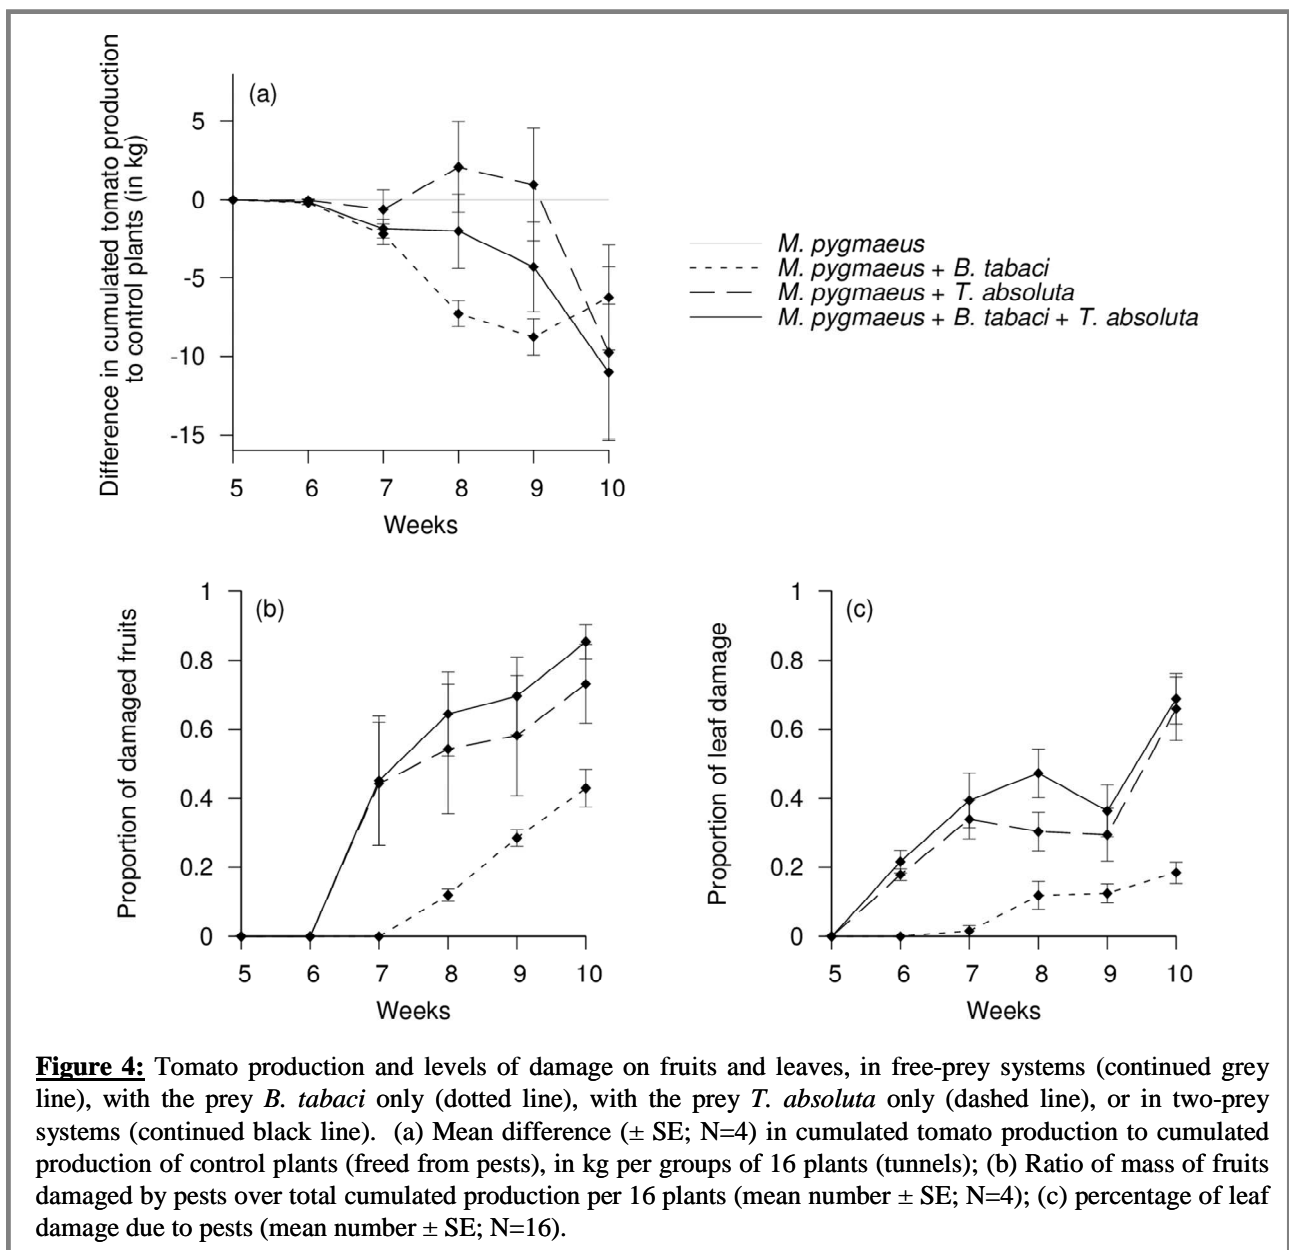 Difference in cumulated tomato production
to control plants (in kg)
(a)
5
0
-5
-10
-15
5 6 7 8 9 10
Weeks
M. pygmaeus
M. pygmaeus + B. tabaci
M. pygmaeus + T. absoluta
M. pygmaeus + B. tabaci + T. absoluta
Proportion of damaged fruits
(b)
1
0.8
0.6
0.4
0.2
0
5 6 7 8 9 10
Weeks
Proportion of leaf damage
(c)
1
0.8
0.6
0.4
0.2
0
5 6 7 8 9 10
Weeks
Figure 4: Tomato production and levels of damage on fruits and leaves, in free-prey systems (continued grey
line), with the prey B. tabaci only (dotted line), with the prey T. absoluta only (dashed line), or in two-prey
systems (continued black line). (a) Mean difference (± SE; N=4) in cumulated tomato production to cumulated
production of control plants (freed from pests), in kg per groups of 16 plants (tunnels); (b) Ratio of mass of fruits
damaged by pests over total cumulated production per 16 plants (mean number ± SE; N=4); (c) percentage of leaf
damage due to pests (mean number ± SE; N=16).